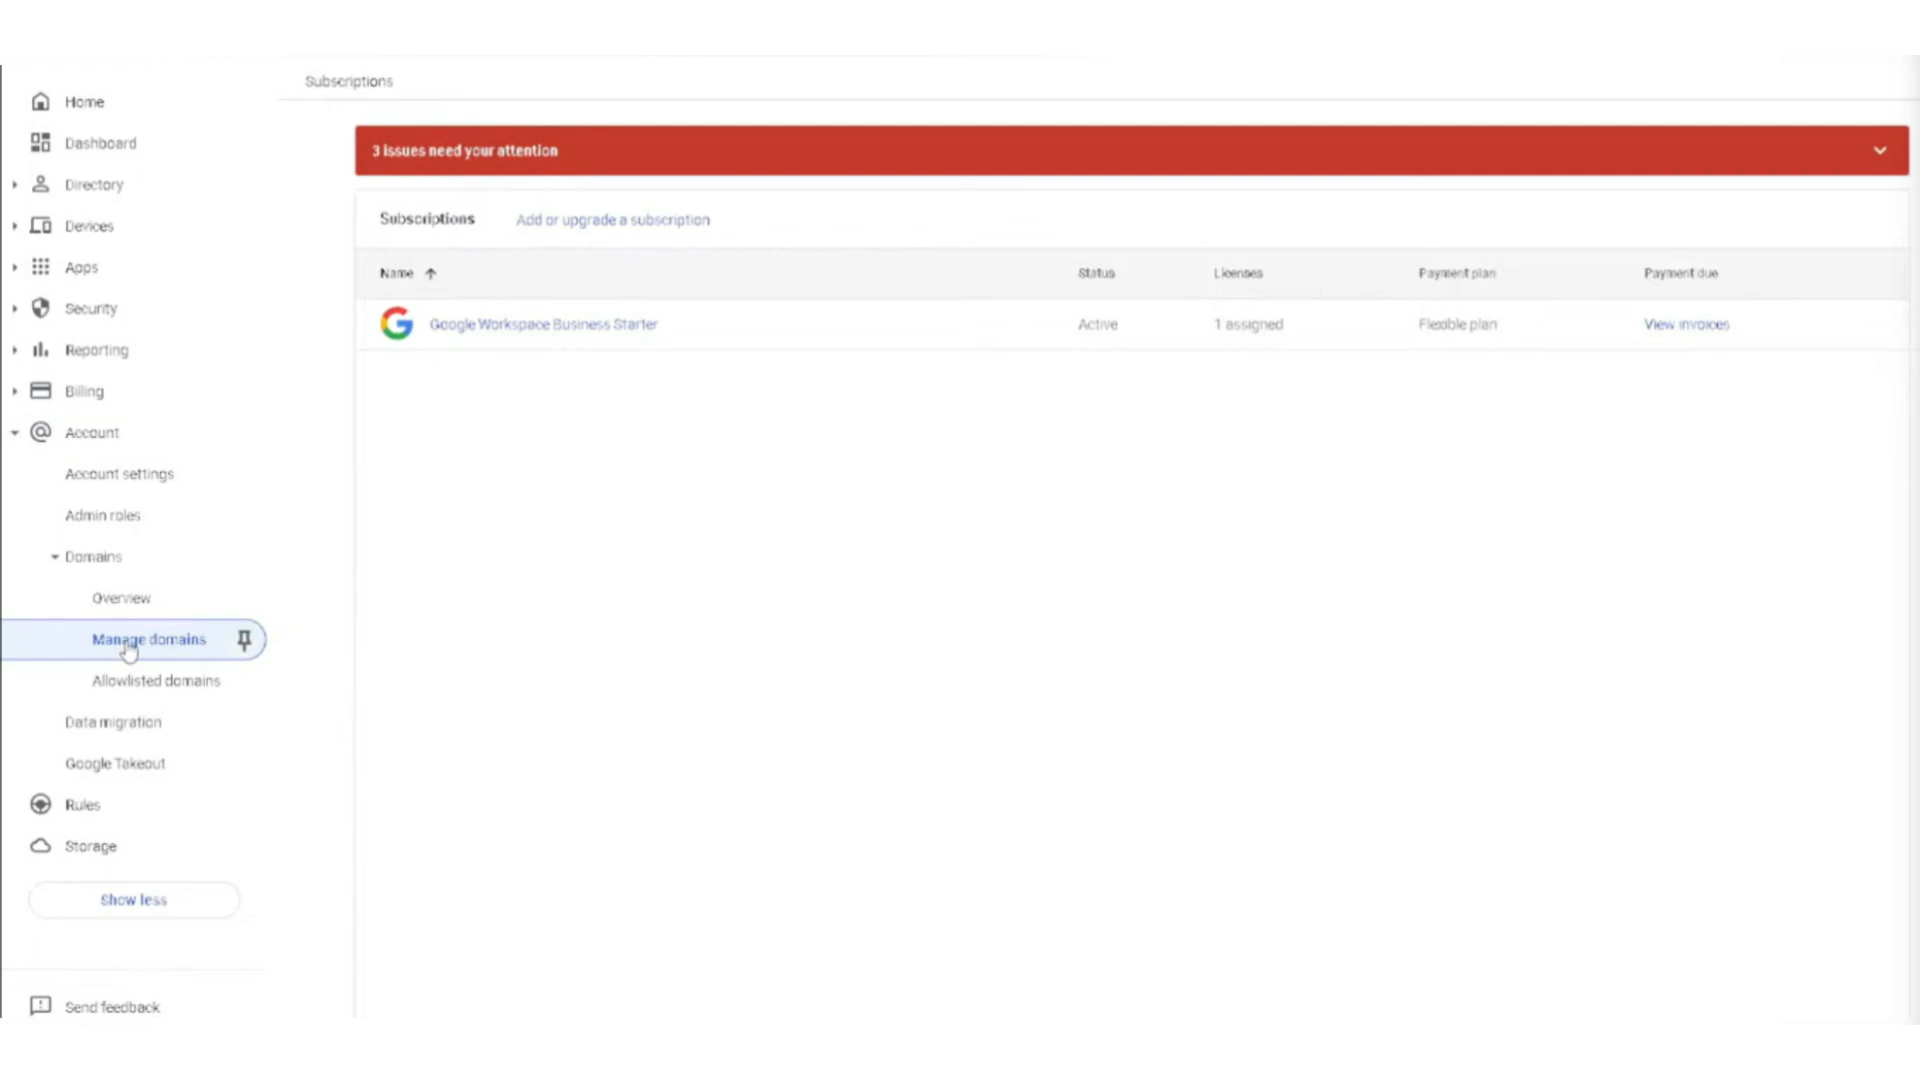 Home
Dashboard
Directory
Devices
Apps
Security
Reporting
Billing
Account
Account settings
Admin roles
Domains
Overview
Manage domains
Allowlisted domains
Data migration
Google Takeout
Rules
Storage
Show less
Send feedback
Subscriptions
3 issues need your attention
Subscriptions Add or upgrade a subscription
Name Status Licenses Payment plan Payment due
Google Workspace Business Starter Active 1 assigned Flexible plan View invoices